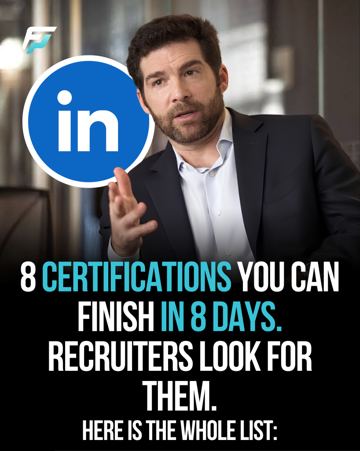 in
8 CERTIFICATIONS YOU CAN
FINISH IN 8 DAYS.
RECRUITERS LOOK FOR
THEM.
HERE IS THE WHOLE LIST: